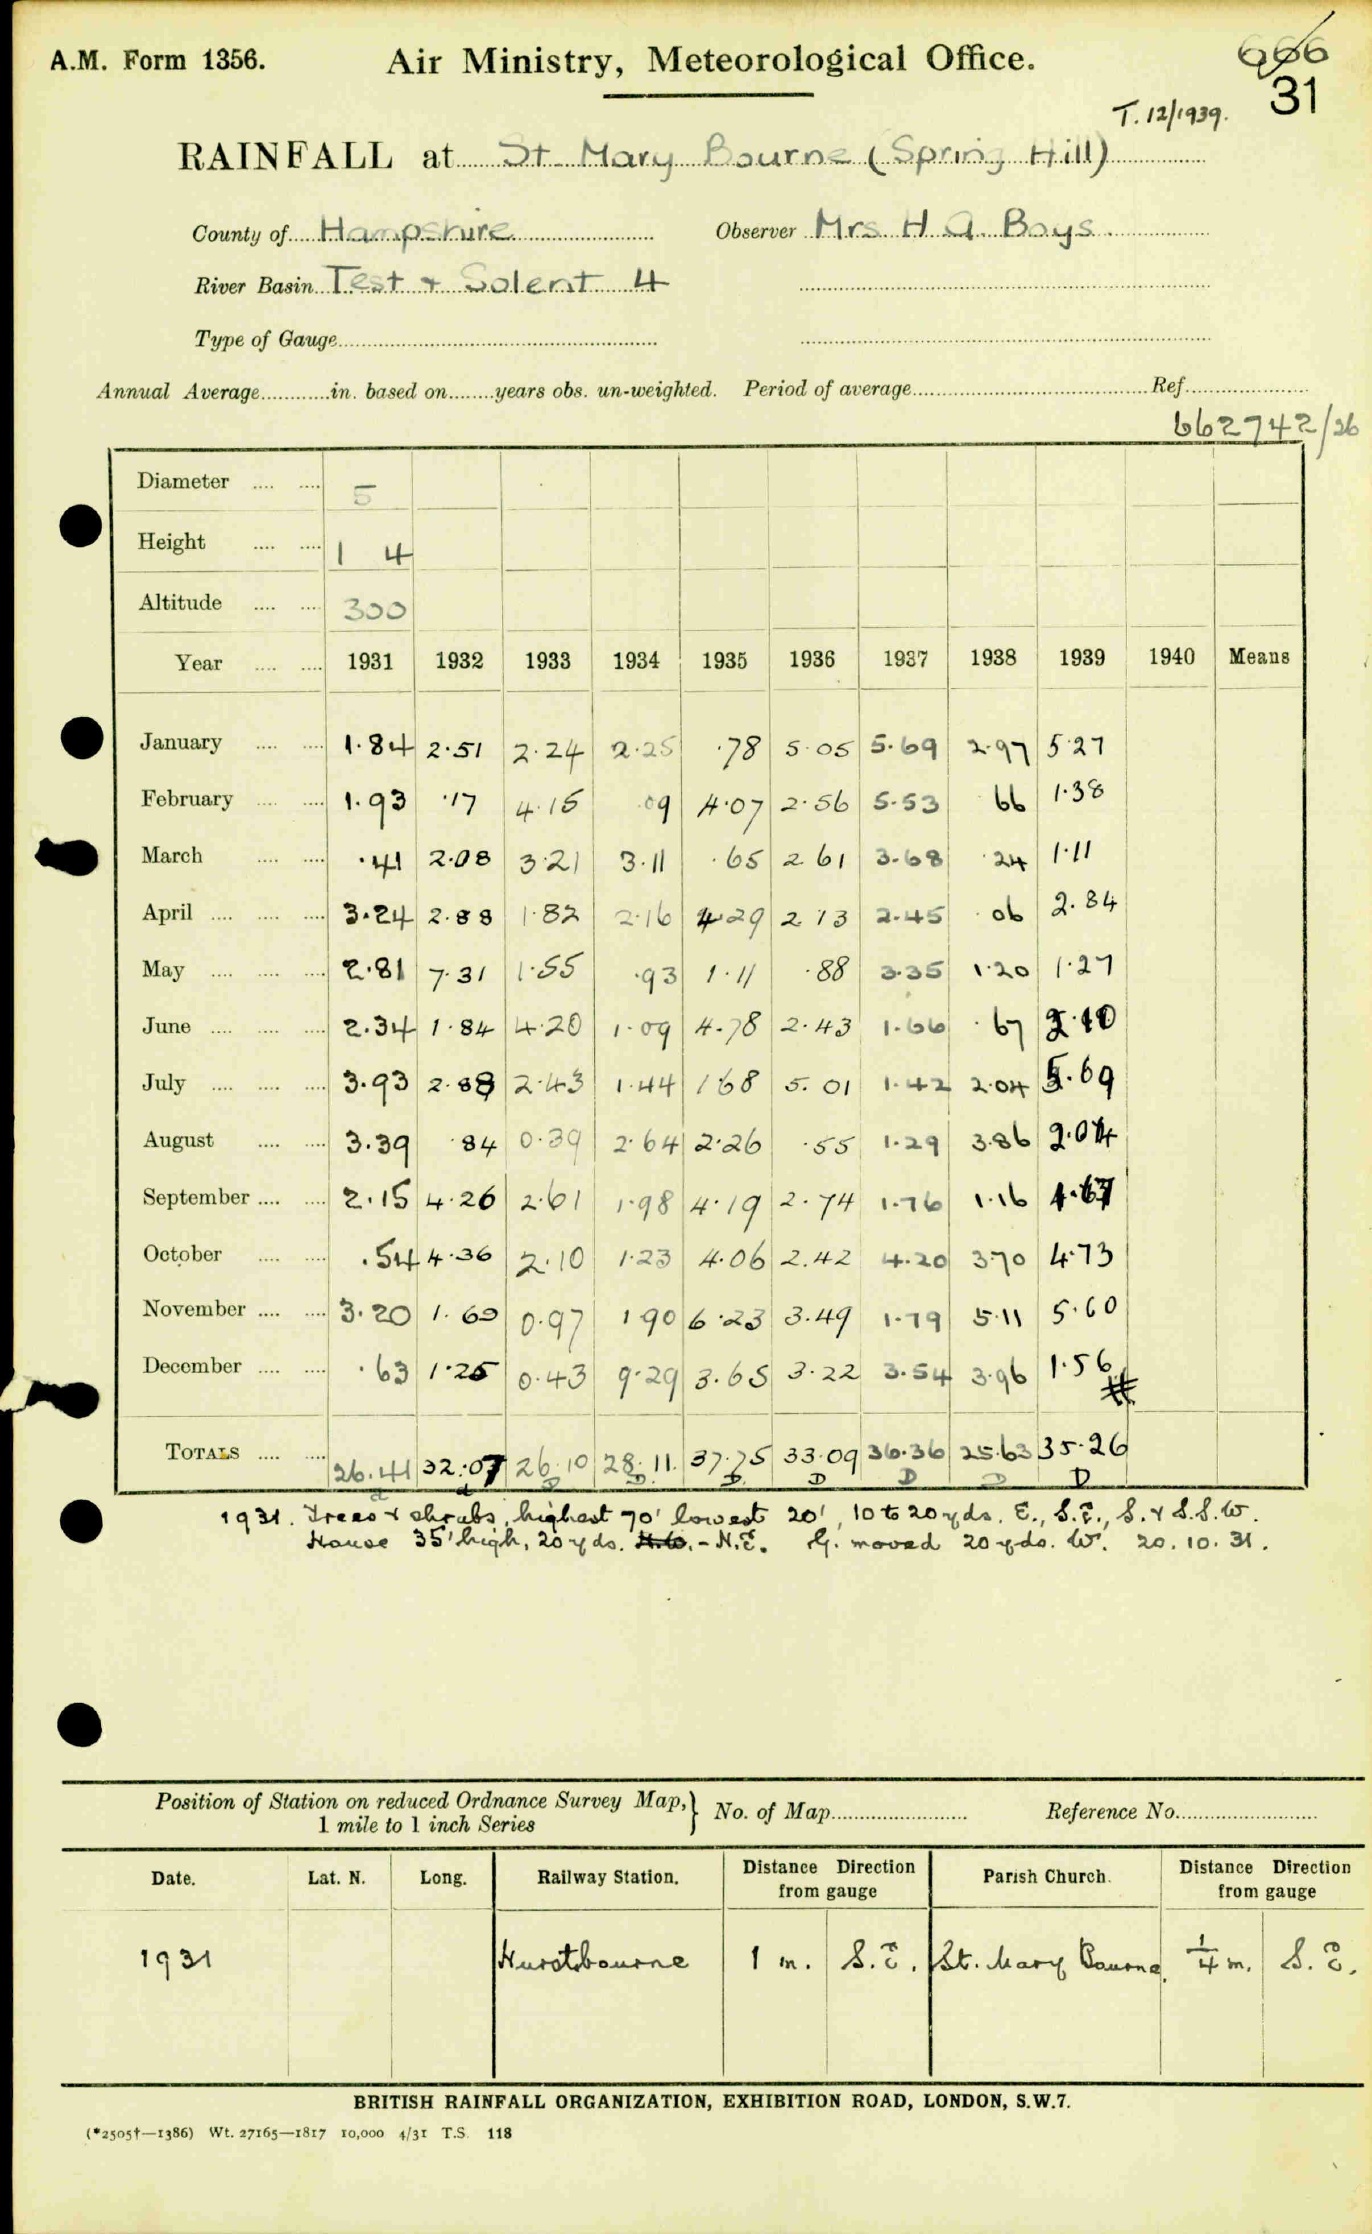 A.M. Form 1356. Air Ministry, Meteorological Office. 666
31
T. 12/1939.
RAINFALL at St Mary Bourne (Spring Hill)
County of Hampshire Observer Mrs H A Boys
River Basin Test + Solent 4
Type of Gauge
Annual Average in. based on years obs. un-weighted. Period of average Ref.
662742/26
Diameter 5
Height 1 4
Altitude 300
Year 1931 1932 1933 1934 1935 1936 1937 1938 1939 1940 Means
January 1.84 2.51 2.24 2.25 .78 5.05 5.69 2.97 5.27
February 1.93 .17 4.15 .09 4.07 2.56 5.53 66 1.38
March .41 2.08 3.21 3.11 .65 2 61 3.68 .24 1.11
April 3.24 2.88 1.82 2.16 4.29 2 13 2.45 .06 2.84
May 2.81 7.31 1.55 .93 1.11 .88 3.35 1.20 1.27
June 2.34 1.84 4.20 1.09 4.78 2.43 1.66 .67 2.10
July 3.93 2.88 2.43 1.44 1.68 5.01 1.42 2.04 5.69
August 3.39 .84 0.39 2.64 2.26 .55 1.29 3.86 2.04
September 2.15 4.26 2.61 1.98 4.19 2.74 1.76 1.16 1.67
October .54 4.36 2.10 1.23 4.06 2.42 4.20 3.70 4.73
November 3.20 1.69 0.97 1 90 6.23 3.49 1.79 5.11 5.60
December .63 1.25 0.43 9.29 3.65 3.22 3.54 3.96 1.56
TOTALS 26.41 32.07 26.10 28.11 37.75 33.09 36.36 25.63 35.26
d d D D D D D D D
1931. Trees & shrubs, highest 70' lowest 20', 10 to 20 yds. E., S.E., S. & S.S.W.
House 35' high, 20 yds. N.W. - N.E. G. moved 20 yds. W. 20.10.31.
Position of Station on reduced Ordnance Survey Map, } No. of Map Reference No.
1 mile to 1 inch Series
Date. Lat. N. Long. Railway Station. Distance Direction from gauge Parish Church. Distance Direction from gauge
1931 Hurstbourne 1 m. S.E. St. Mary Bourne. 1/4 m. S.E.
BRITISH RAINFALL ORGANIZATION, EXHIBITION ROAD, LONDON, S.W.7.
(*2505†—1386) Wt. 27165—1817 10,000 4/31 T.S. 118